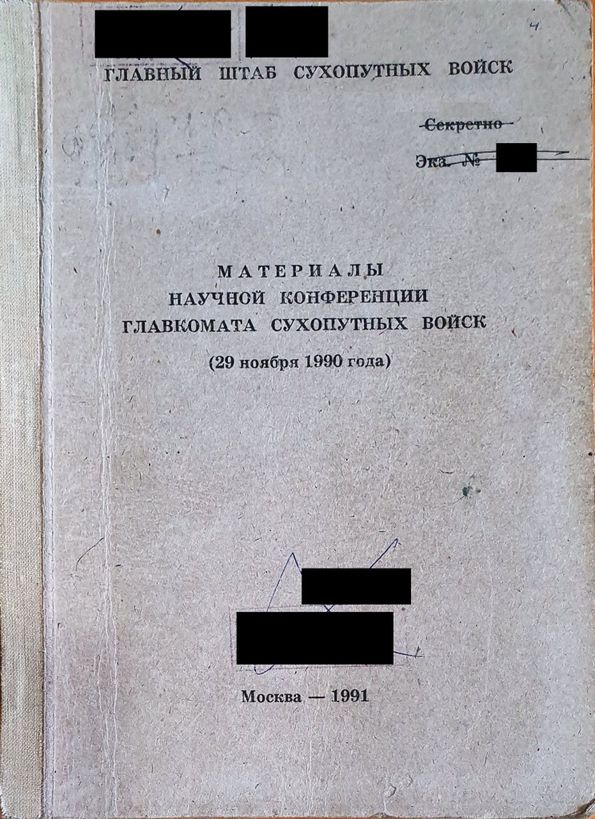 4
ГЛАВНЫЙ ШТАБ СУХОПУТНЫХ ВОЙСК
Секретно
Экз. №
МАТЕРИАЛЫ
НАУЧНОЙ КОНФЕРЕНЦИИ
ГЛАВКОМАТА СУХОПУТНЫХ ВОЙСК
(29 ноября 1990 года)
Москва — 1991